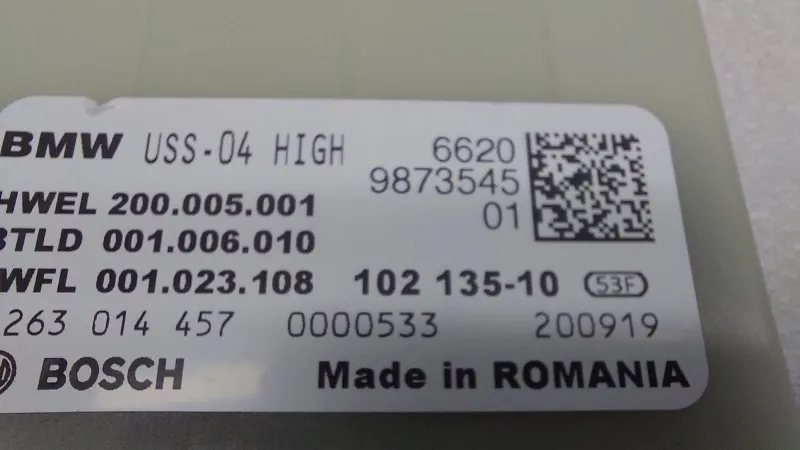 BMW USS-04 HIGH 6620
9873545
01
HWEL 200.005.001
BTLD 001.006.010
WFL 001.023.108 102 135-10 53F
263 014 457 0000533 200919
BOSCH Made in ROMANIA